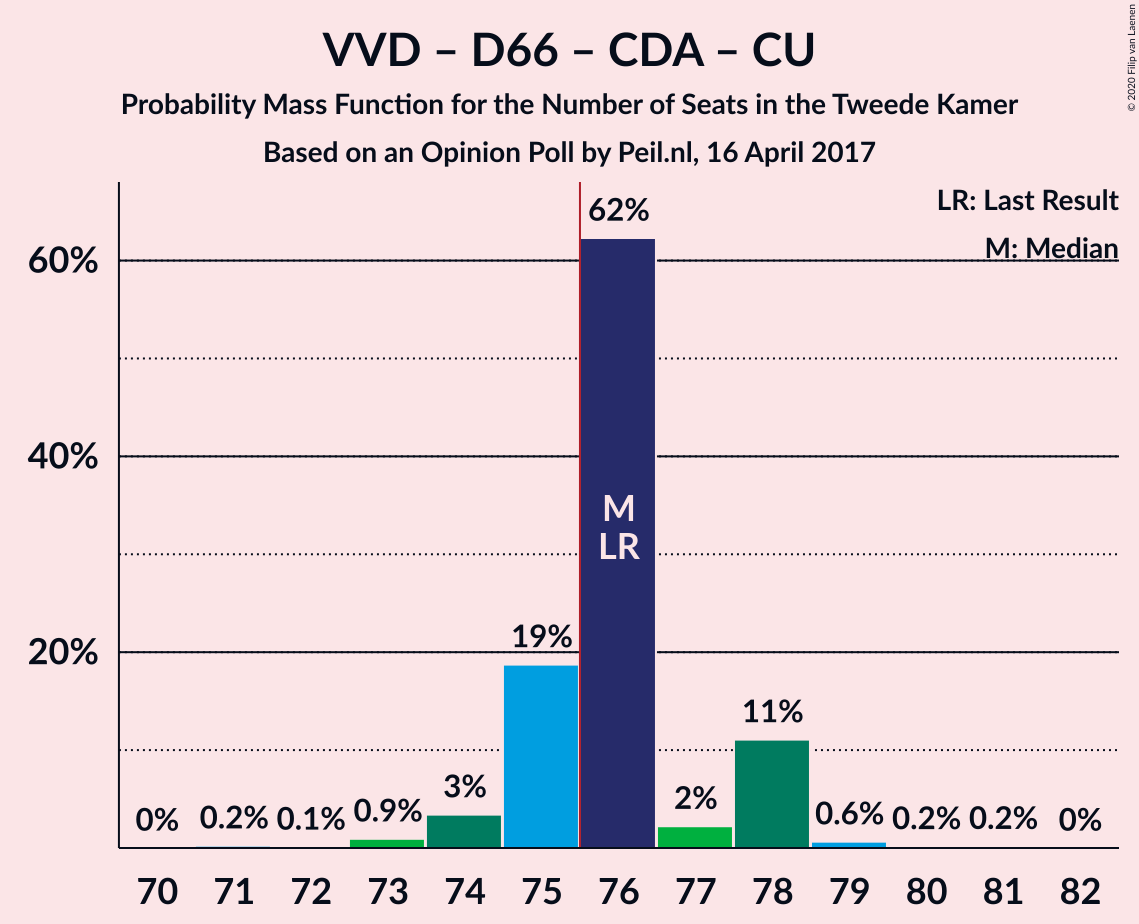 VVD – D66 – CDA – CU
Probability Mass Function for the Number of Seats in the Tweede Kamer
Based on an Opinion Poll by Peil.nl, 16 April 2017
© 2020 Filip van Laenen
LR: Last Result
M: Median
60%
40%
20%
0%
0.2%
0.1%
0.9%
3%
19%
62%
2%
11%
0.6%
0.2%
0.2%
0%
M
LR
70 71 72 73 74 75 76 77 78 79 80 81 82